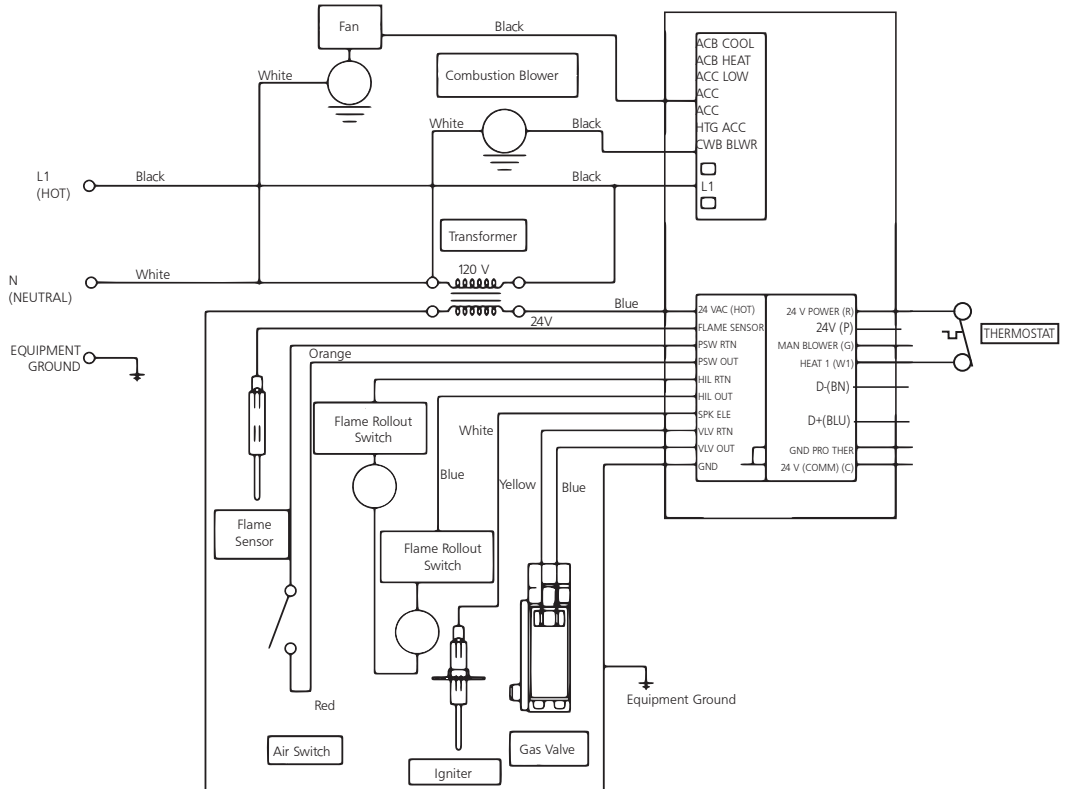 Fan
Black
ACB COOL
ACB HEAT
ACC LOW
ACC
ACC
HTG ACC
CWB BLWR
L1
White
Combustion Blower
White
Black
L1
(HOT)
Black
Black
Transformer
120 V
N
(NEUTRAL)
White
Blue
24V
EQUIPMENT
GROUND
Orange
24 VAC (HOT)
FLAME SENSOR
PSW RTN
PSW OUT
HIL RTN
HIL OUT
SPK ELE
VLV RTN
VLV OUT
GND
24 V POWER (R)
24V (P)
MAN BLOWER (G)
HEAT 1 (W1)
D-(BN)
D+(BLU)
GND PRO THER
24 V (COMM) (C)
THERMOSTAT
Flame Rollout
Switch
White
Blue
Yellow
Blue
Flame
Sensor
Flame Rollout
Switch
Red
Equipment Ground
Air Switch
Igniter
Gas Valve